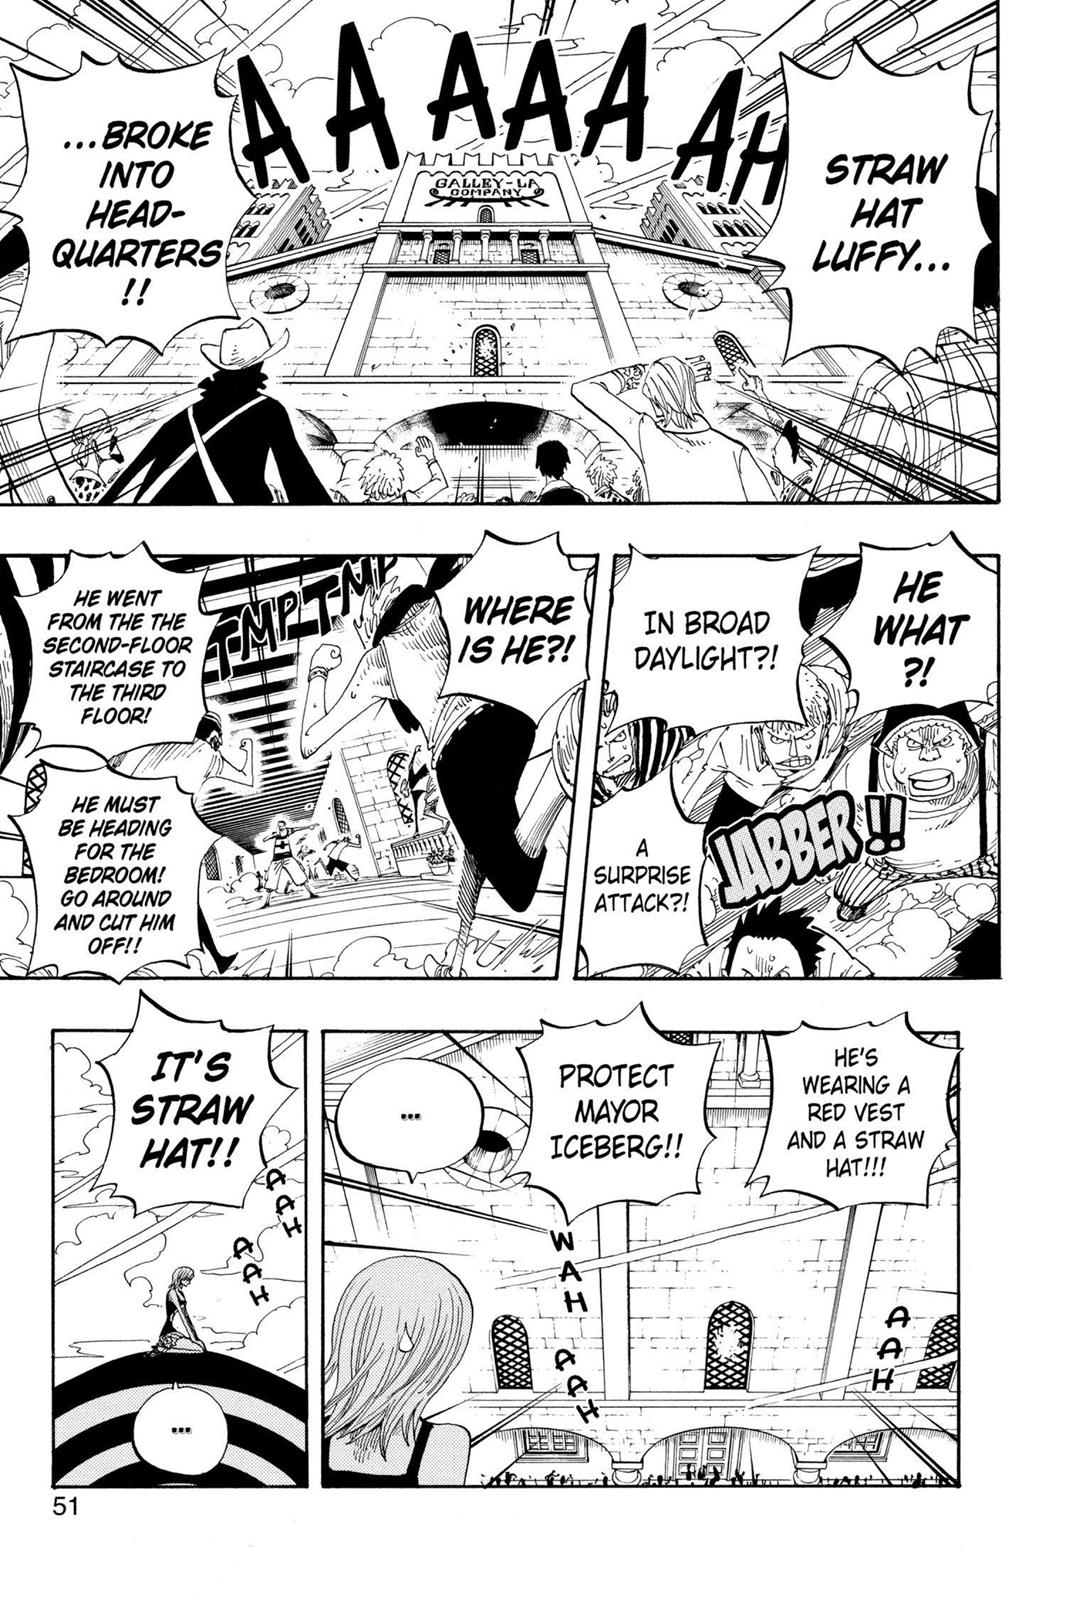 AAAAAAAH
STRAW
HAT
LUFFY...
...BROKE
INTO
HEAD-
QUARTERS
!!
GALLEY-LA
COMPANY
HE
WHAT
?!
IN BROAD
DAYLIGHT?!
A
SURPRISE
ATTACK?!
JABBER!!
WHERE
IS HE?!
TMP TMP
HE WENT
FROM THE THE
SECOND-FLOOR
STAIRCASE TO
THE THIRD
FLOOR!
HE MUST
BE HEADING
FOR THE
BEDROOM!
GO AROUND
AND CUT HIM
OFF!!
HE'S
WEARING A
RED VEST
AND A STRAW
HAT!!!
PROTECT
MAYOR
ICEBERG!!
...
WAH
AAH
AAH
IT'S
STRAW
HAT!!
AAH
AAH
...
51